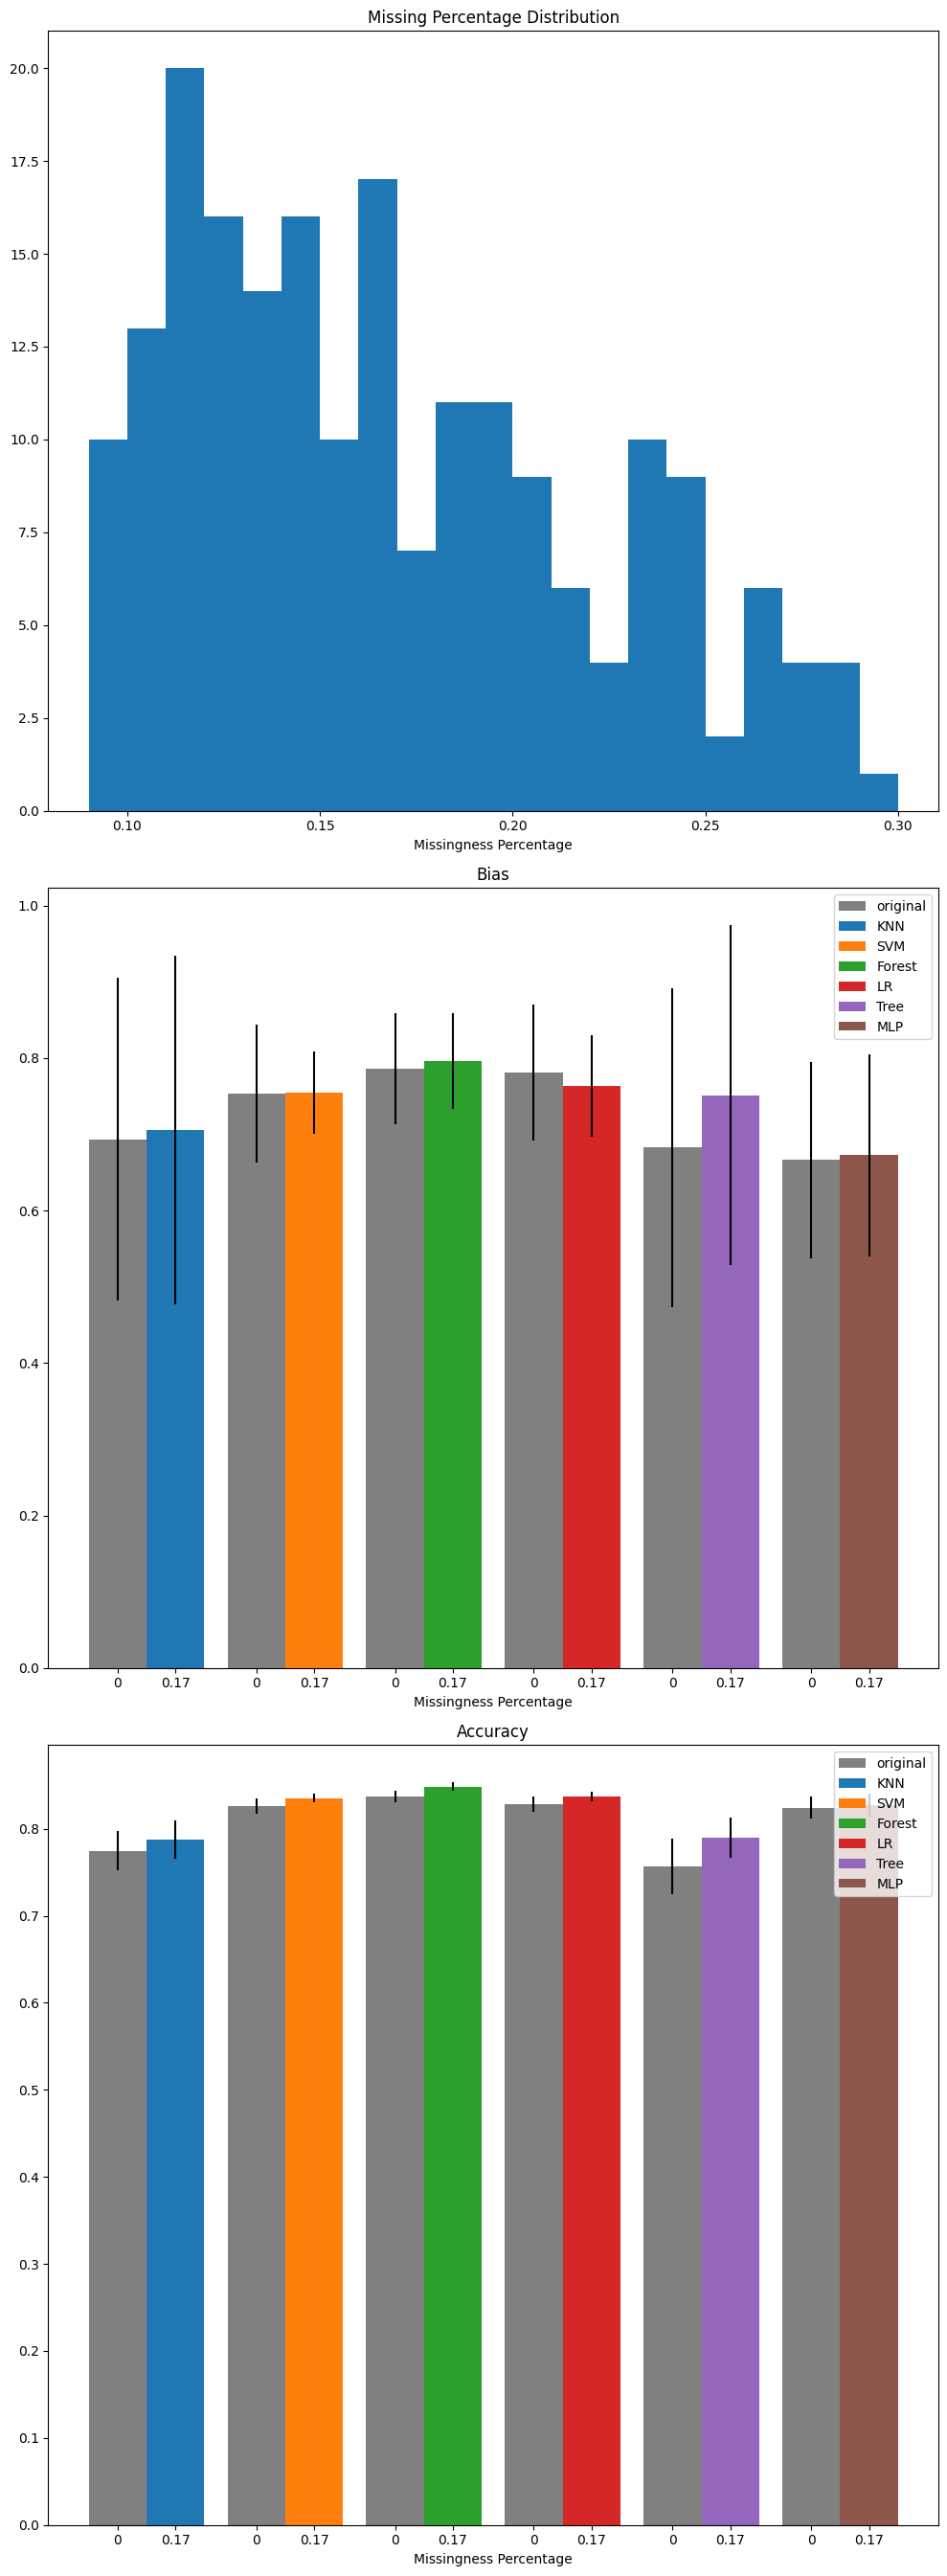 Missing Percentage Distribution
20.0
17.5
15.0
12.5
10.0
7.5
5.0
2.5
0.0
0.10 0.15 0.20 0.25 0.30
Missingness Percentage
Bias
1.0
0.8
0.6
0.4
0.2
0.0
original
KNN
SVM
Forest
LR
Tree
MLP
0 0.17 0 0.17 0 0.17 0 0.17 0 0.17 0 0.17
Missingness Percentage
Accuracy
0.8
0.7
0.6
0.5
0.4
0.3
0.2
0.1
0.0
original
KNN
SVM
Forest
LR
Tree
MLP
0 0.17 0 0.17 0 0.17 0 0.17 0 0.17 0 0.17
Missingness Percentage